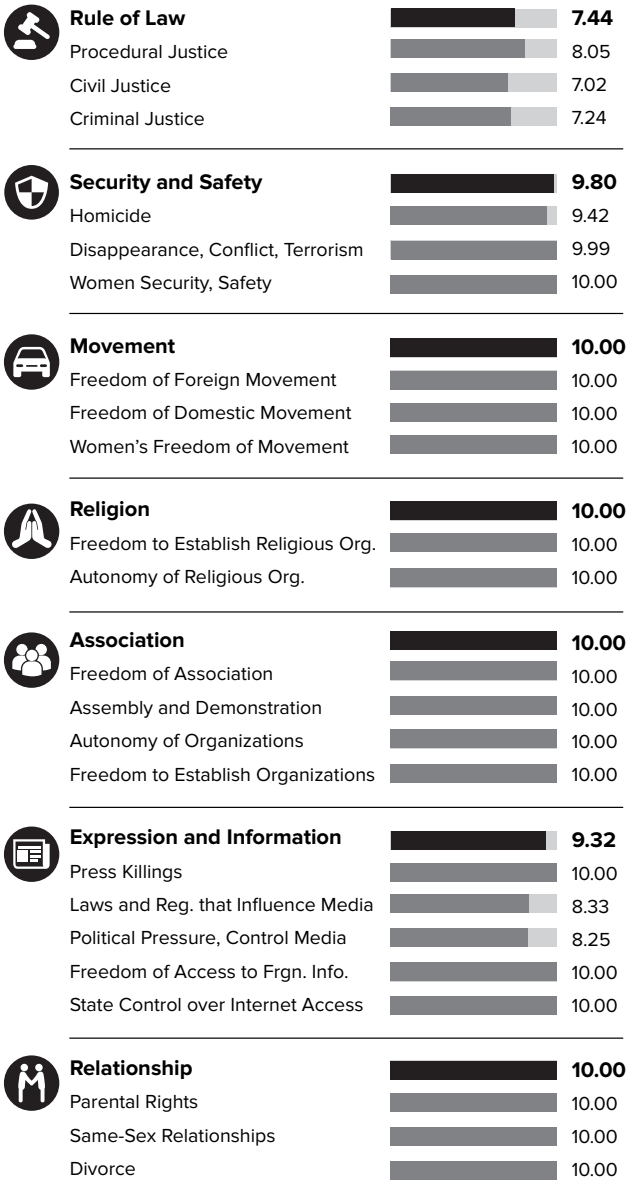 Rule of Law 7.44
Procedural Justice 8.05
Civil Justice 7.02
Criminal Justice 7.24
Security and Safety 9.80
Homicide 9.42
Disappearance, Conflict, Terrorism 9.99
Women Security, Safety 10.00
Movement 10.00
Freedom of Foreign Movement 10.00
Freedom of Domestic Movement 10.00
Women’s Freedom of Movement 10.00
Religion 10.00
Freedom to Establish Religious Org. 10.00
Autonomy of Religious Org. 10.00
Association 10.00
Freedom of Association 10.00
Assembly and Demonstration 10.00
Autonomy of Organizations 10.00
Freedom to Establish Organizations 10.00
Expression and Information 9.32
Press Killings 10.00
Laws and Reg. that Influence Media 8.33
Political Pressure, Control Media 8.25
Freedom of Access to Frgn. Info. 10.00
State Control over Internet Access 10.00
Relationship 10.00
Parental Rights 10.00
Same-Sex Relationships 10.00
Divorce 10.00